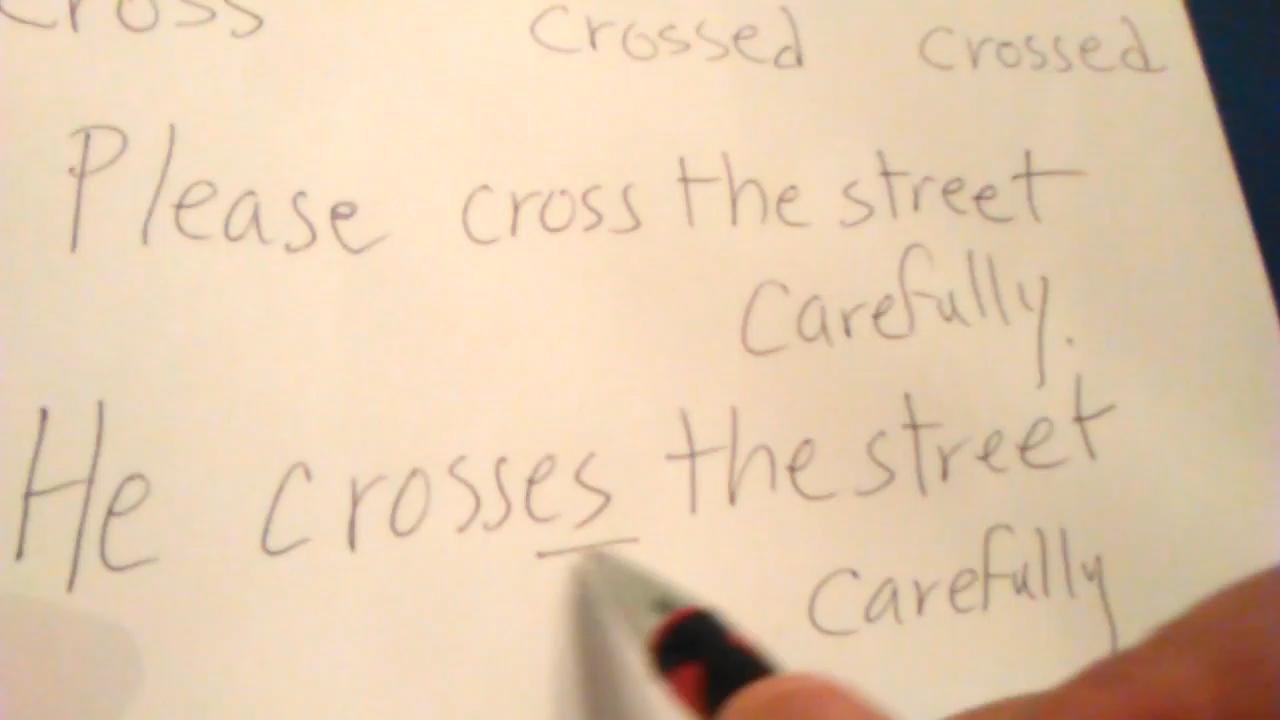 cross crossed crossed
Please cross the street
carefully.
He crosses the street
carefully